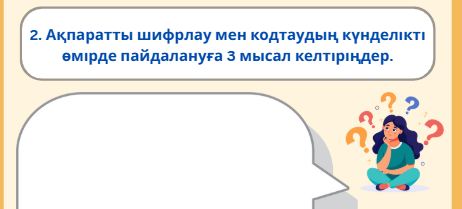 2. Ақпаратты шифрлау мен кодтаудың күнделікті
өмірде пайдалануға 3 мысал келтіріңдер.